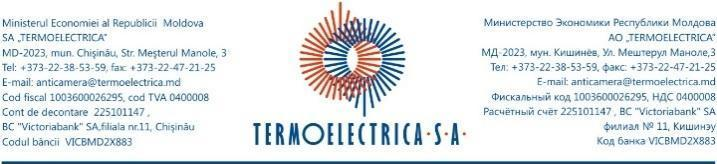 Ministerul Economiei al Republicii Moldova
SA „TERMOELECTRICA"
MD-2023, mun. Chișinău, Str. Meșterul Manole, 3
Tel: +373-22-38-53-59, fax: +373-22-47-21-25
E-mail: anticamera@termoelectrica.md
Cod fiscal 1003600026295, cod TVA 0400008
Cont de decontare 225101147 ,
BC "Victoriabank" SA,filiala nr.11, Chișinău
Codul băncii VICBMD2X883
TERMOELECTRICA·S·A·
Министерство Экономики Республики Молдова
АО „TERMOELECTRICA"
МД-2023, мун. Кишинёв, Ул. Мештерул Маноле,3
Тел: +373-22-38-53-59, факс: +373-22-47-21-25
E-mail: anticamera@termoelectrica.md
Фискальный код 1003600026295, НДС 0400008
Расчётный счёт 225101147 , BC "Victoriabank" SA
филиал № 11, Кишинэу
Код банка VICBMD2X883